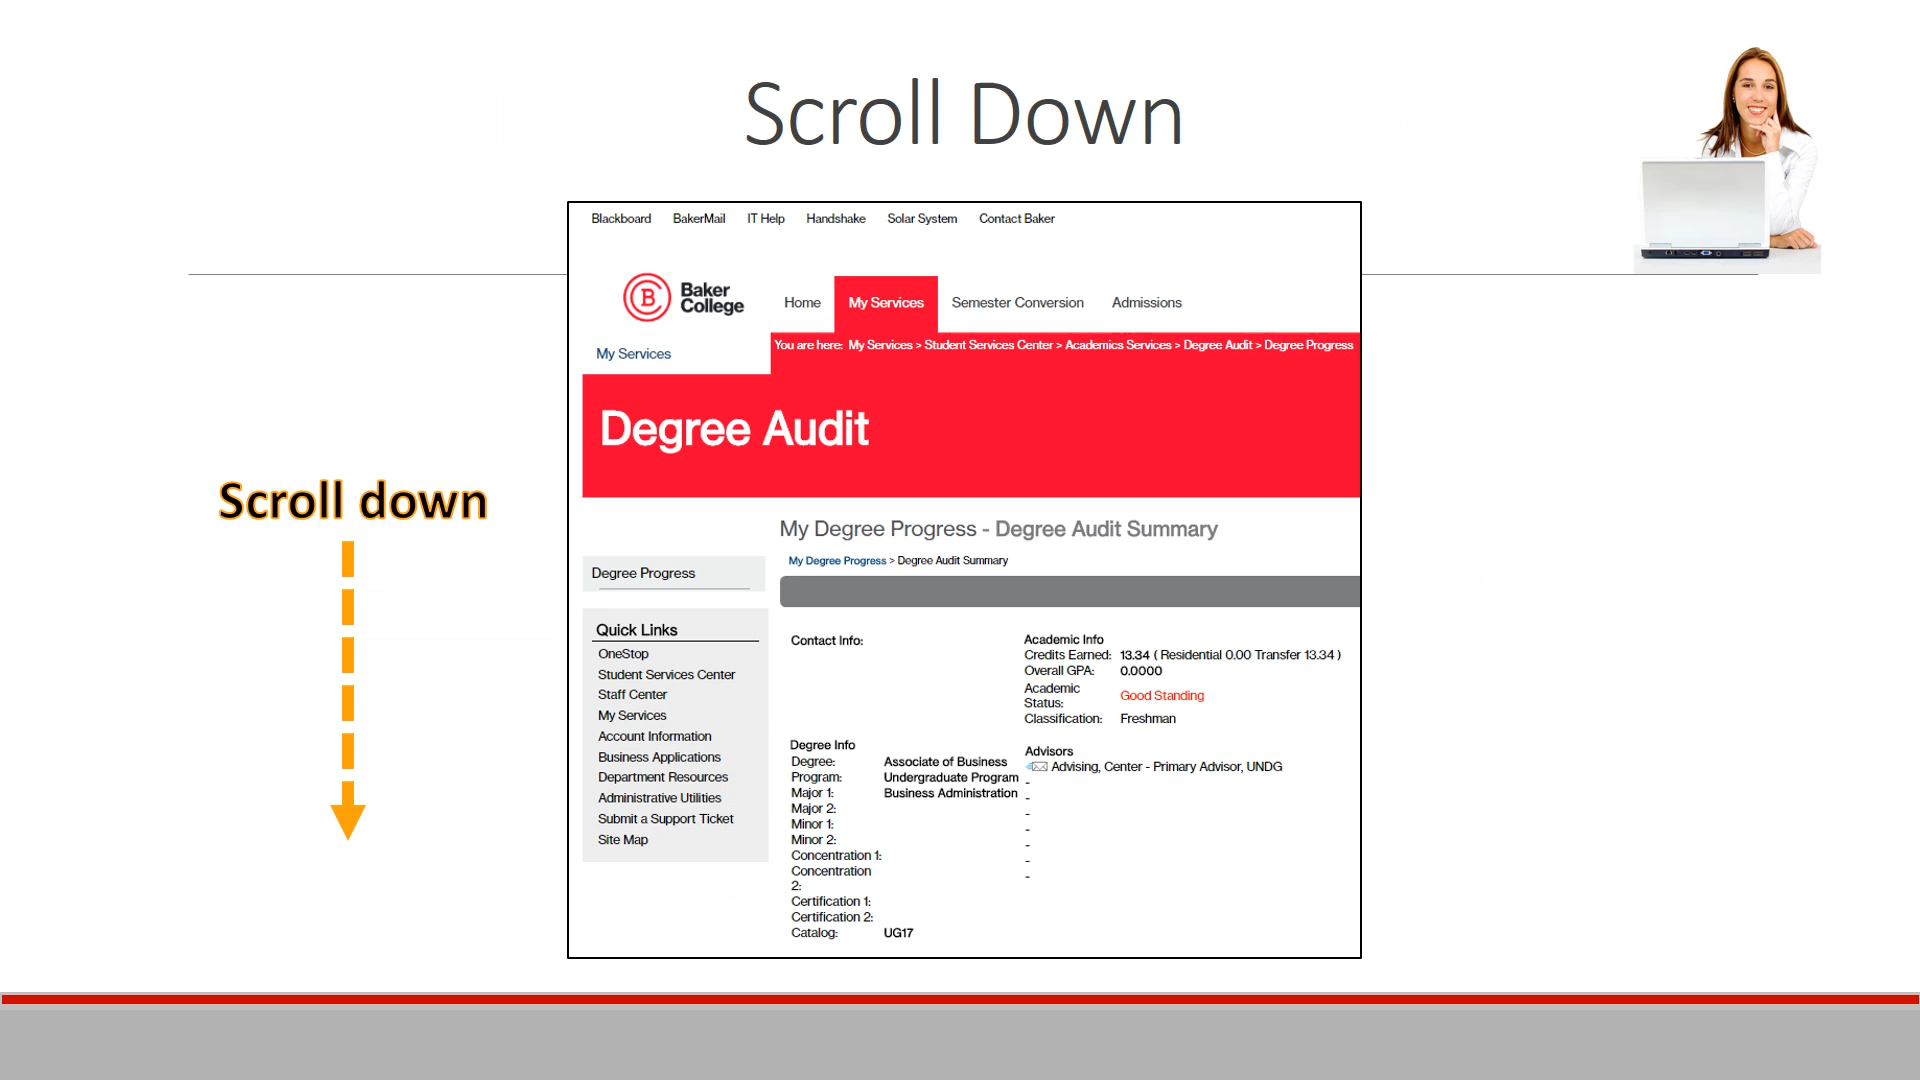 Scroll Down
Blackboard BakerMail IT Help Handshake Solar System Contact Baker
B
Baker
College
Home My Services Semester Conversion Admissions
You are here: My Services > Student Services Center > Academics Services > Degree Audit > Degree Progress
My Services
Degree Audit
Scroll down
My Degree Progress - Degree Audit Summary
My Degree Progress > Degree Audit Summary
Degree Progress
Quick Links
OneStop
Student Services Center
Staff Center
My Services
Account Information
Business Applications
Department Resources
Administrative Utilities
Submit a Support Ticket
Site Map
Contact Info:
Academic Info
Credits Earned: 13.34 ( Residential 0.00 Transfer 13.34 )
Overall GPA: 0.0000
Academic
Status: Good Standing
Classification: Freshman
Degree Info
Degree: Associate of Business
Program: Undergraduate Program
Major 1: Business Administration
Major 2:
Minor 1:
Minor 2:
Concentration 1:
Concentration
2:
Certification 1:
Certification 2:
Catalog: UG17
Advisors
Advising, Center - Primary Advisor, UNDG
-
-
-
-
-
-
-